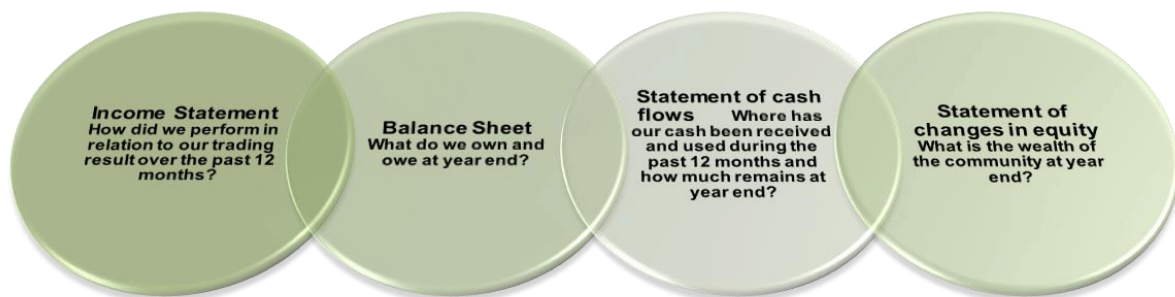 Income Statement
How did we perform in
relation to our trading
result over the past 12
months?
Balance Sheet
What do we own and
owe at year end?
Statement of cash
flows Where has
our cash been received
and used during the
past 12 months and
how much remains at
year end?
Statement of
changes in equity
What is the wealth of
the community at year
end?